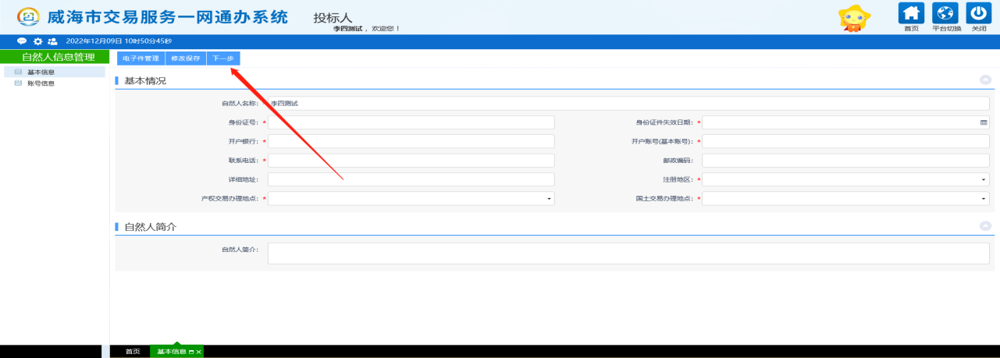 威海市交易服务一网通办系统 投标人
李四测试，欢迎您！
首页 平台切换 关闭
2022年12月09日 10时50分45秒
自然人信息管理
基本信息
账号信息
电子件管理 修改保存 下一步
基本情况
自然人名称： * 李四测试
身份证号： * 身份证件失效日期： *
开户银行： * 开户账号(基本账号)： *
联系电话： * 邮政编码：
详细地址： 注册地区： *
产权交易办理地点： * 国土交易办理地点： *
自然人简介
自然人简介：
首页 基本信息